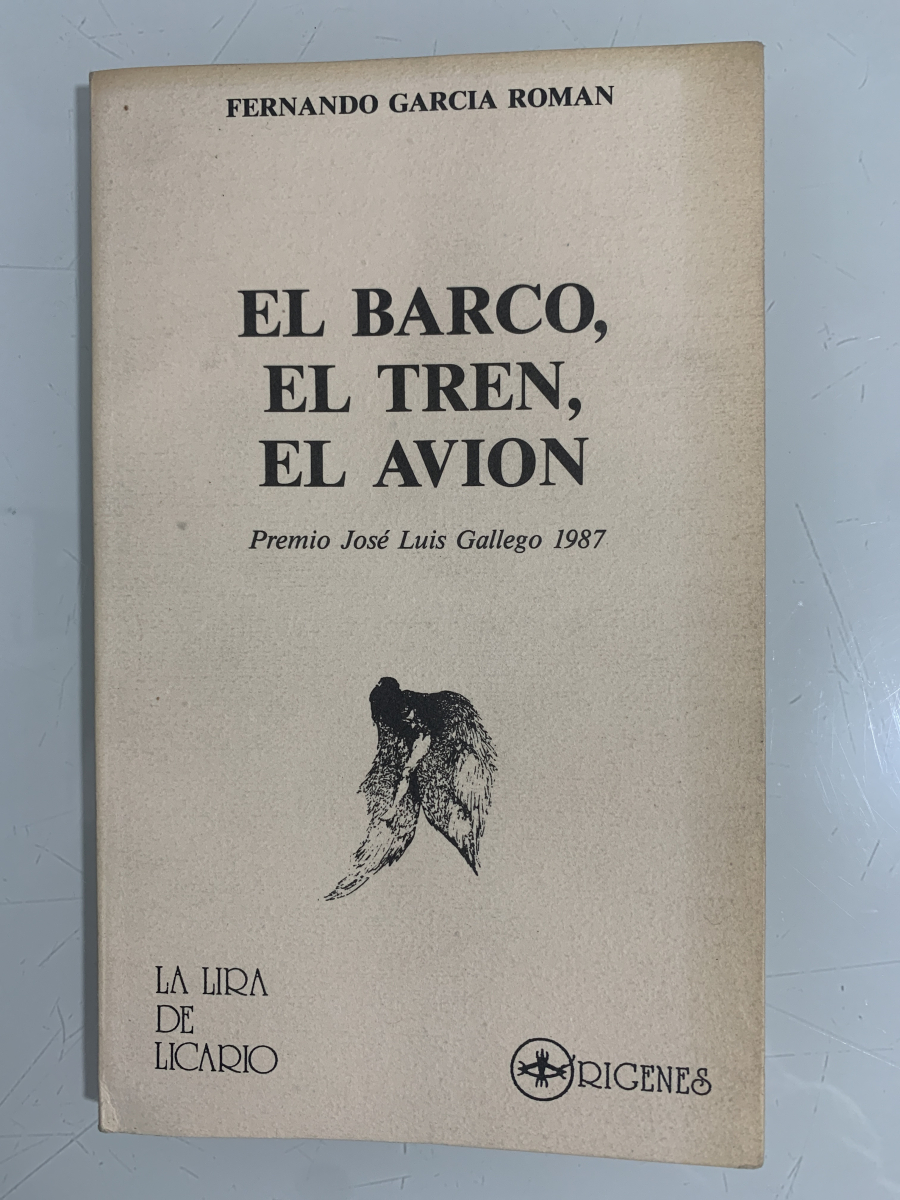 FERNANDO GARCIA ROMAN
EL BARCO,
EL TREN,
EL AVION
Premio José Luis Gallego 1987
LA LIRA
DE
LICARIO
ORIGENES